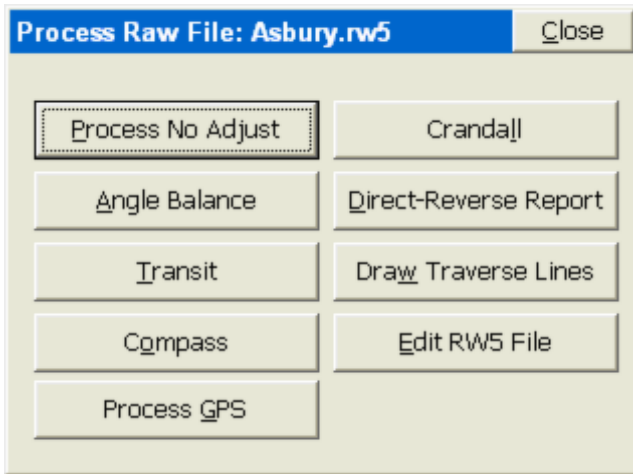 Process Raw File: Asbury.rw5
Close
Process No Adjust
Crandall
Angle Balance
Direct-Reverse Report
Transit
Draw Traverse Lines
Compass
Edit RW5 File
Process GPS